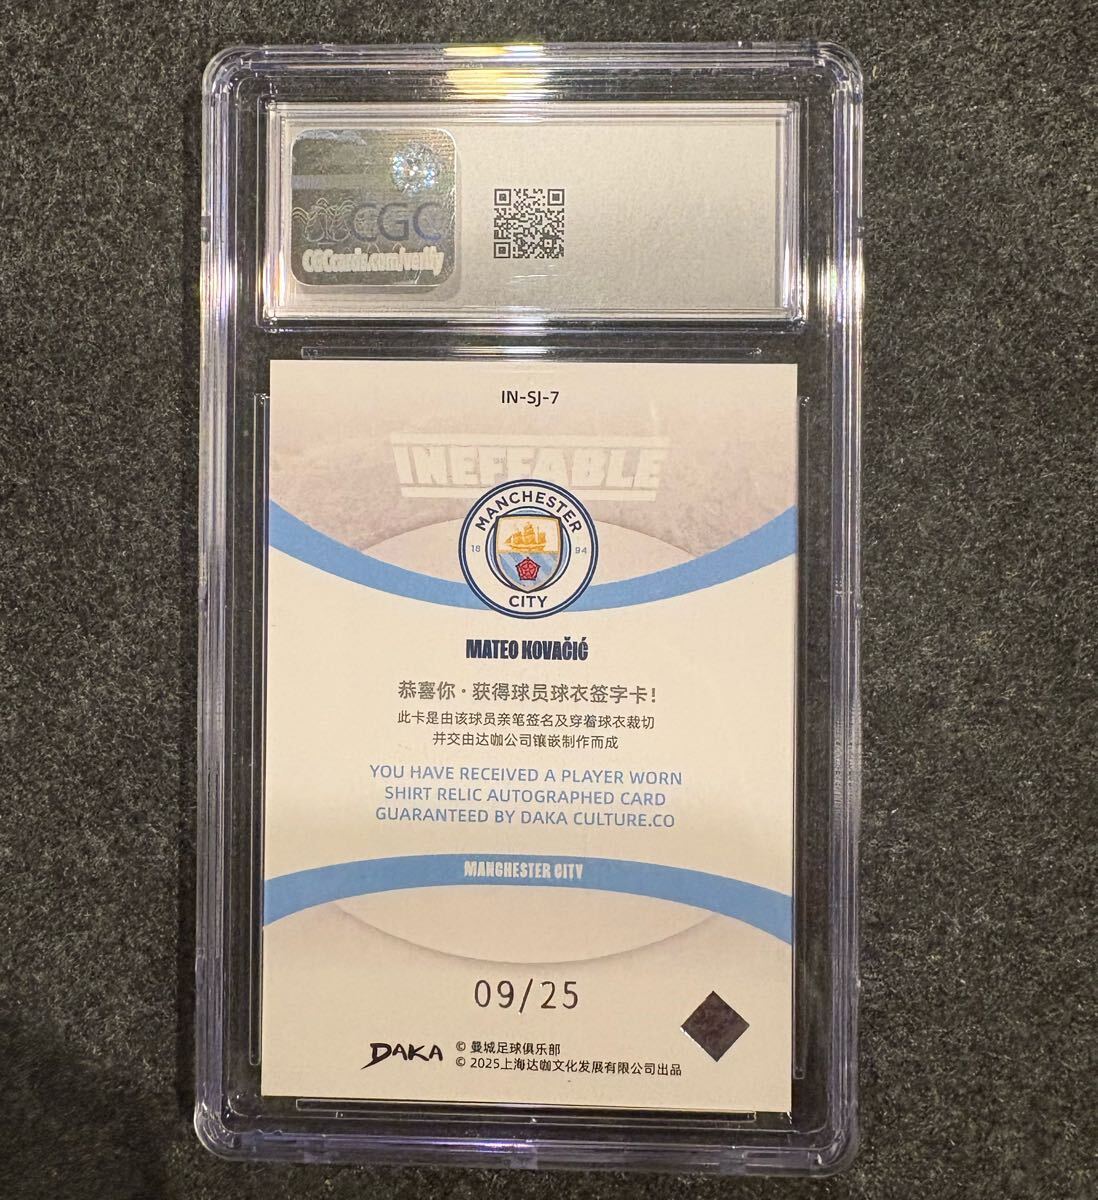 CGC
CGCcards.com/verify
IN-SJ-7
INEFFABLE
MANCHESTER
18 94
CITY
MATEO KOVAČIĆ
恭喜你·获得球员球衣签字卡!
此卡是由该球员亲笔签名及穿着球衣裁切
并交由达咖公司镶嵌制作而成
YOU HAVE RECEIVED A PLAYER WORN
SHIRT RELIC AUTOGRAPHED CARD
GUARANTEED BY DAKA CULTURE.CO
MANCHESTER CITY
09/25
DAKA
© 曼城足球俱乐部
© 2025上海达咖文化发展有限公司出品